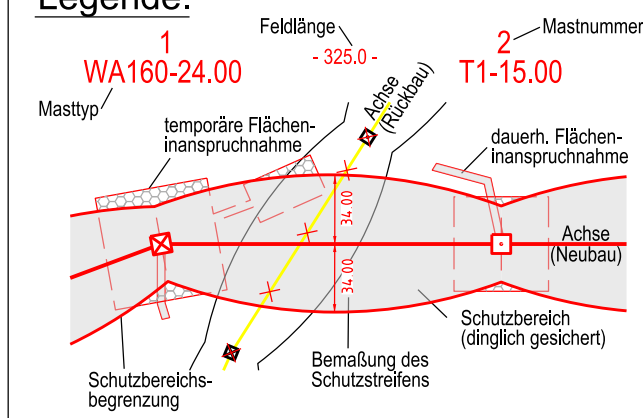 Legende:
Feldlänge
Mastnummer
1
- 325.0 -
2
WA160-24.00
T1-15.00
Masttyp
Achse
(Rückbau)
temporäre Flächen-
inanspruchnahme
dauerh. Flächen-
inanspruchnahme
34.00
34.00
Achse
(Neubau)
Schutzbereich
(dinglich gesichert)
Schutzbereichs-
begrenzung
Bemaßung des
Schutzstreifens